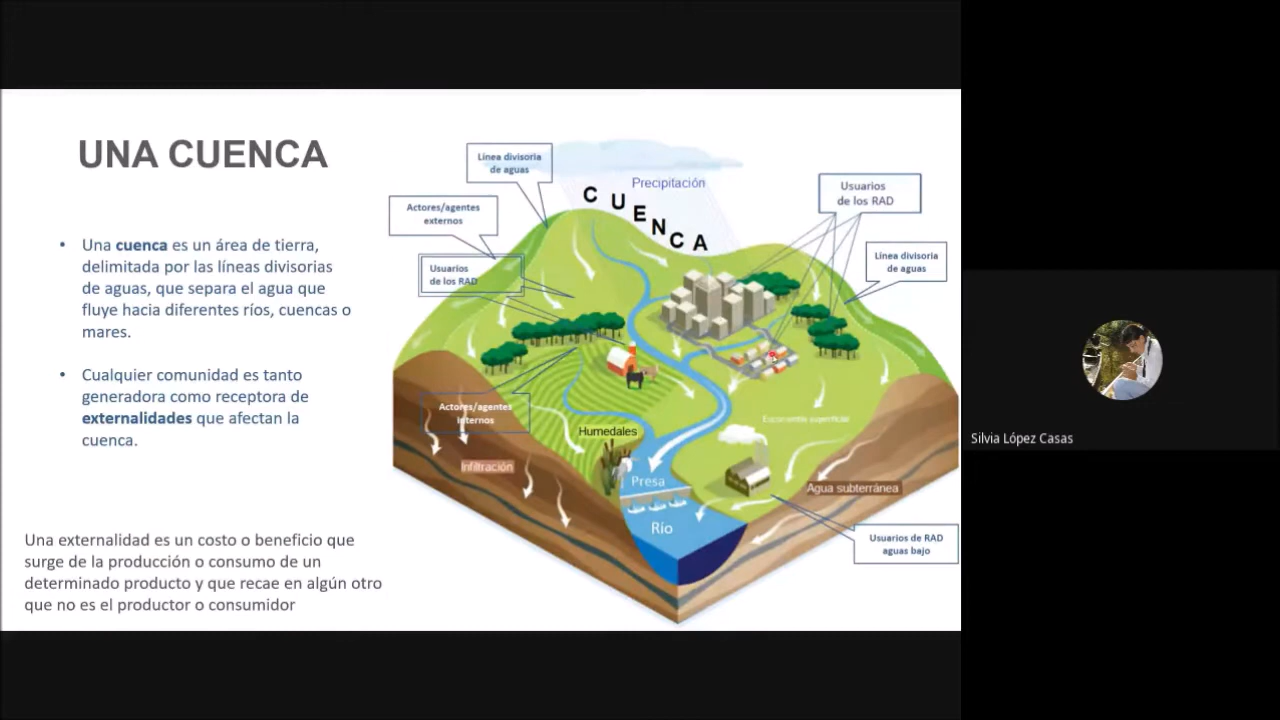 UNA CUENCA
• Una cuenca es un área de tierra,
delimitada por las líneas divisorias
de aguas, que separa el agua que
fluye hacia diferentes ríos, cuencas o
mares.
• Cualquier comunidad es tanto
generadora como receptora de
externalidades que afectan la
cuenca.
Una externalidad es un costo o beneficio que
surge de la producción o consumo de un
determinado producto y que recae en algún otro
que no es el productor o consumidor
Línea divisoria
de aguas
Precipitación
CUENCA
Actores/agentes
externos
Usuarios
de los RAD
Usuarios
de los RAD
Línea divisoria
de aguas
Actores/agentes
internos
Humedales
Escorrentía superficial
Infiltración
Presa
Agua subterránea
Río
Usuarios de RAD
aguas bajo
Silvia López Casas